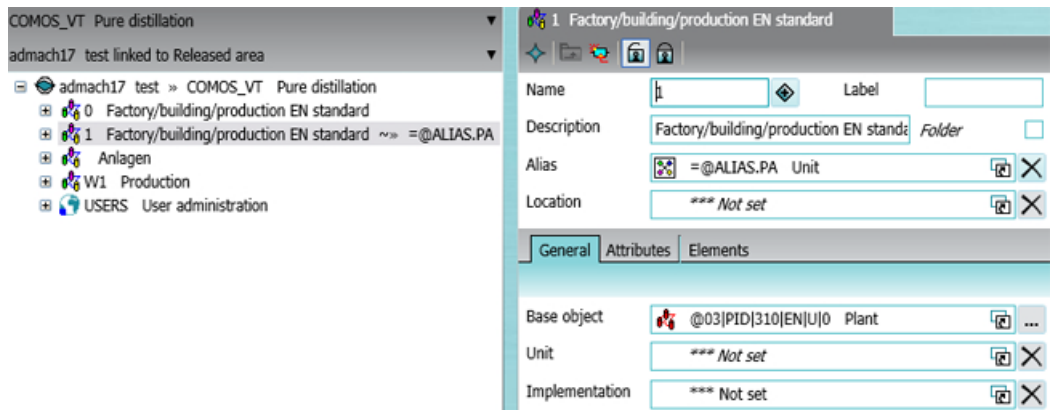 COMOS_VT Pure distillation
admach17 test linked to Released area
admach17 test » COMOS_VT Pure distillation
0 Factory/building/production EN standard
1 Factory/building/production EN standard ~» =@ALIAS.PA
Anlagen
W1 Production
USERS User administration
1 Factory/building/production EN standard
Name 1 Label
Description Factory/building/production EN standa Folder
Alias =@ALIAS.PA Unit
Location *** Not set
General Attributes Elements
Base object @03|PID|310|EN|U|0 Plant ...
Unit *** Not set
Implementation *** Not set